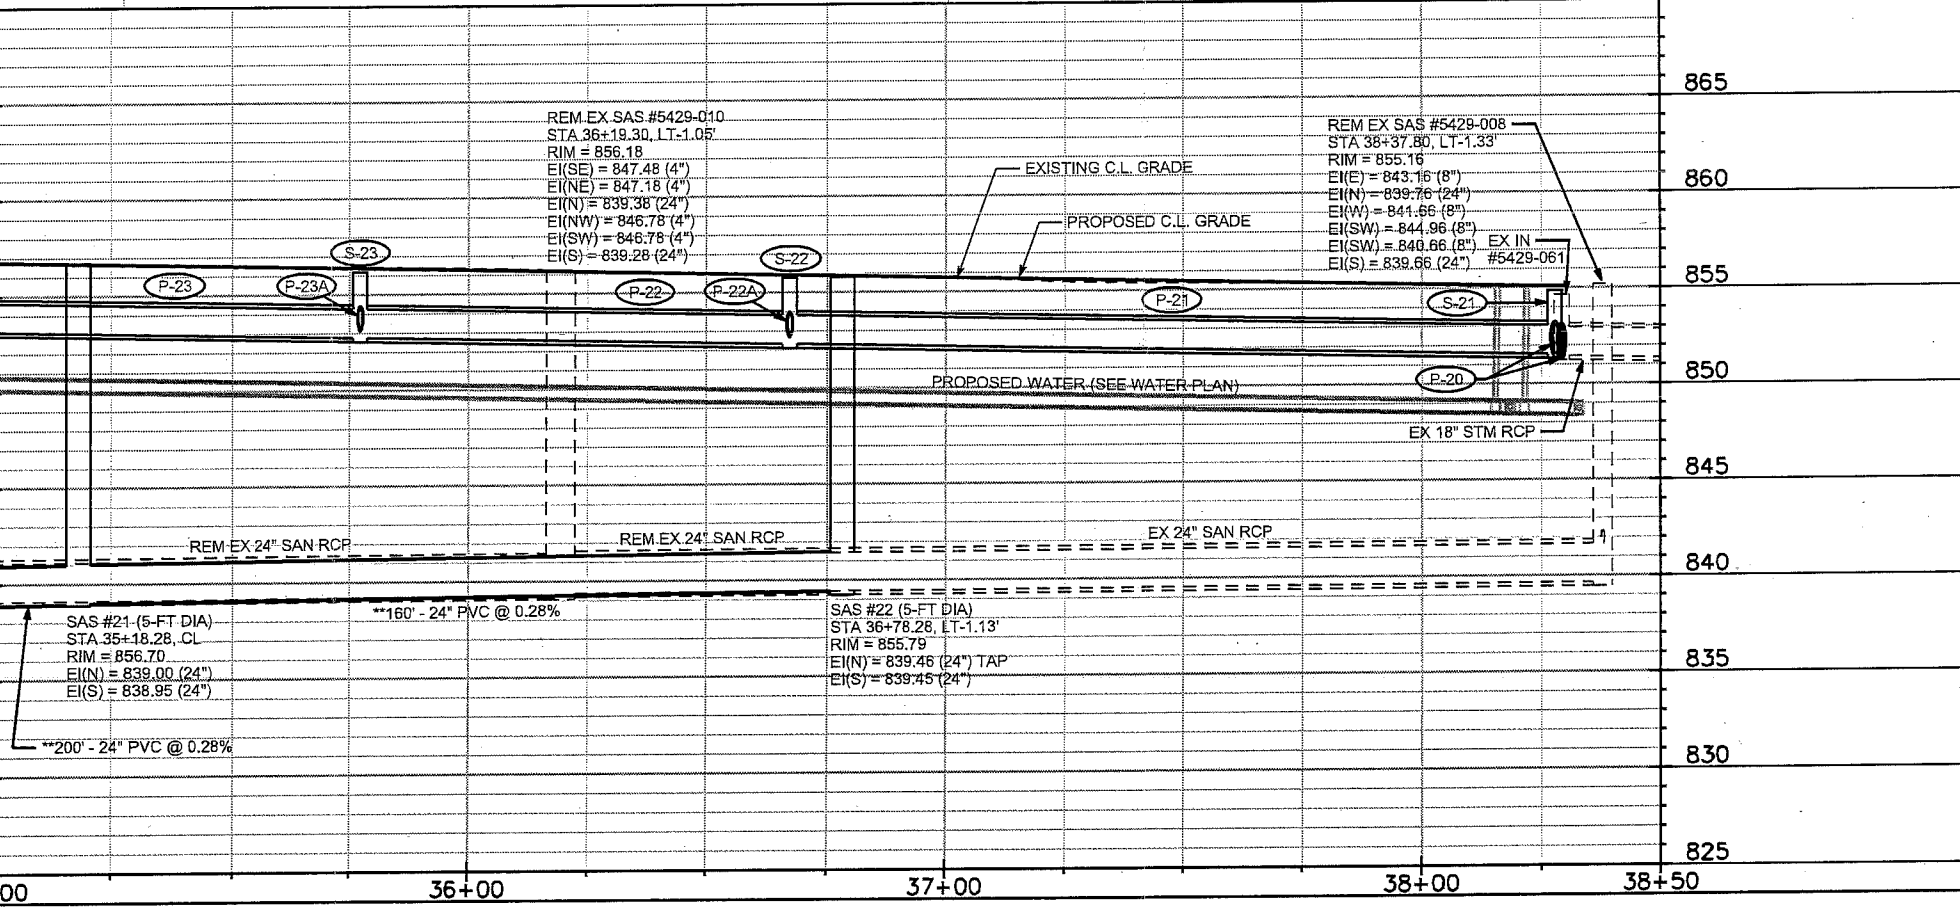 865
860
855
850
845
840
835
830
825
REM EX SAS #5429-010
STA 36+19.30, LT-1.05'
RIM = 856.18
EI(SE) = 847.48 (4")
EI(NE) = 847.18 (4")
EI(N) = 839.38 (24")
EI(NW) = 846.78 (4")
EI(SW) = 846.78 (4")
EI(S) = 839.28 (24")
EXISTING C.L. GRADE
PROPOSED C.L. GRADE
REM EX SAS #5429-008
STA 38+37.80, LT-1.33'
RIM = 855.16
EI(E) = 843.16 (8")
EI(N) = 839.76 (24")
EI(W) = 841.66 (8")
EI(SW) = 844.96 (8")
EI(SW) = 840.66 (8")
EI(S) = 839.66 (24")
EX IN
#5429-061
S-23
S-22
P-23
P-23A
P-22
P-22A
P-21
S-21
P-20
PROPOSED WATER (SEE WATER PLAN)
EX 18" STM RCP
REM EX 24" SAN RCP
REM EX 24" SAN RCP
EX 24" SAN RCP
SAS #21 (5-FT DIA)
STA 35+18.28, CL
RIM = 856.70
EI(N) = 839.00 (24")
EI(S) = 838.95 (24")
**160' - 24" PVC @ 0.28%
SAS #22 (5-FT DIA)
STA 36+78.28, LT-1.13'
RIM = 855.79
EI(N) = 839.46 (24") TAP
EI(S) = 839.45 (24")
**200' - 24" PVC @ 0.28%
00
36+00
37+00
38+00
38+50